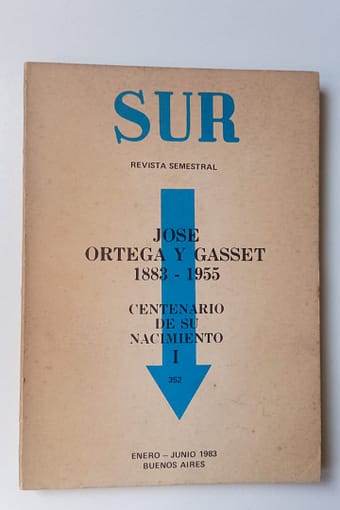 SUR
REVISTA SEMESTRAL
JOSE
ORTEGA Y GASSET
1883 - 1955
CENTENARIO
DE SU
NACIMIENTO
I
352
ENERO – JUNIO 1983
BUENOS AIRES